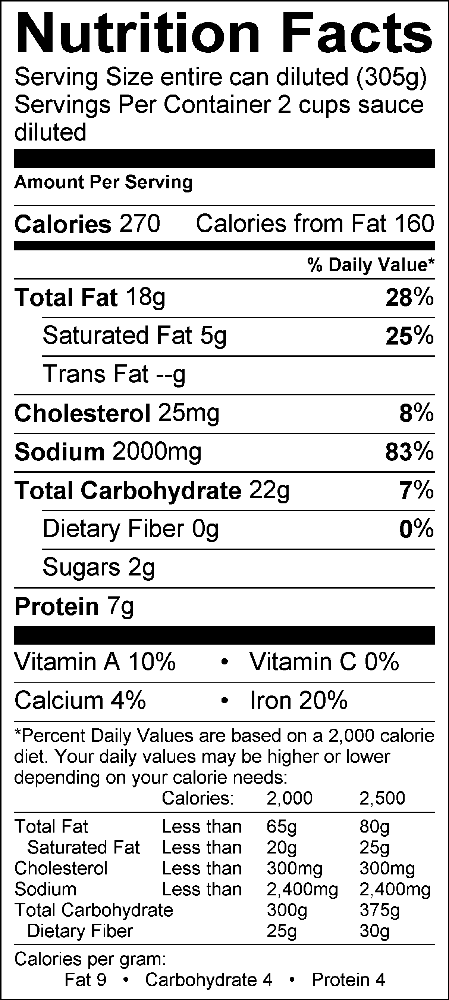 Nutrition Facts
Serving Size entire can diluted (305g)
Servings Per Container 2 cups sauce
diluted
Amount Per Serving
Calories 270 Calories from Fat 160
% Daily Value*
Total Fat 18g 28%
Saturated Fat 5g 25%
Trans Fat --g
Cholesterol 25mg 8%
Sodium 2000mg 83%
Total Carbohydrate 22g 7%
Dietary Fiber 0g 0%
Sugars 2g
Protein 7g
Vitamin A 10% • Vitamin C 0%
Calcium 4% • Iron 20%
*Percent Daily Values are based on a 2,000 calorie
diet. Your daily values may be higher or lower
depending on your calorie needs:
Calories: 2,000 2,500
Total Fat Less than 65g 80g
Saturated Fat Less than 20g 25g
Cholesterol Less than 300mg 300mg
Sodium Less than 2,400mg 2,400mg
Total Carbohydrate 300g 375g
Dietary Fiber 25g 30g
Calories per gram:
Fat 9 • Carbohydrate 4 • Protein 4